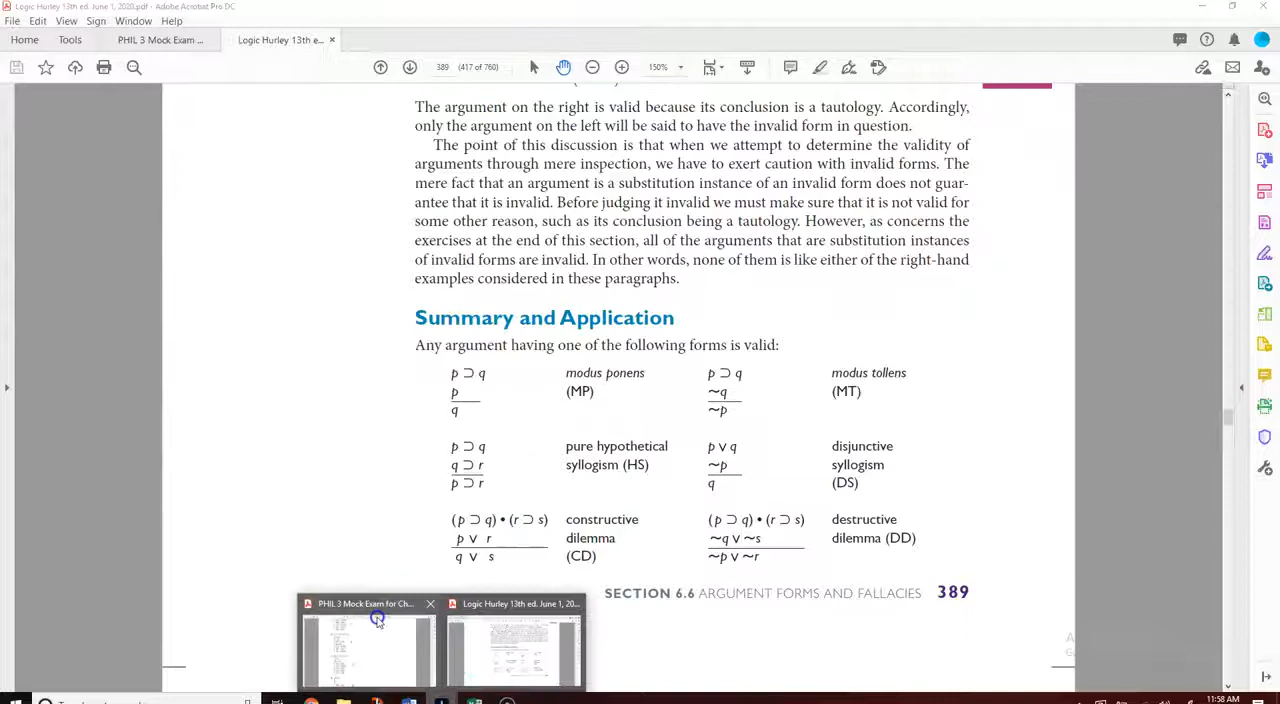 Logic Hurley 13th ed. June 1, 2020.pdf - Adobe Acrobat Pro DC
File Edit View Sign Window Help
Home Tools PHIL 3 Mock Exam ... Logic Hurley 13th e... ×
389 (417 of 760) 150%
The argument on the right is valid because its conclusion is a tautology. Accordingly,
only the argument on the left will be said to have the invalid form in question.
The point of this discussion is that when we attempt to determine the validity of
arguments through mere inspection, we have to exert caution with invalid forms. The
mere fact that an argument is a substitution instance of an invalid form does not guar-
antee that it is invalid. Before judging it invalid we must make sure that it is not valid for
some other reason, such as its conclusion being a tautology. However, as concerns the
exercises at the end of this section, all of the arguments that are substitution instances
of invalid forms are invalid. In other words, none of them is like either of the right-hand
examples considered in these paragraphs.
Summary and Application
Any argument having one of the following forms is valid:
p ⊃ q modus ponens p ⊃ q modus tollens
p (MP) ~q (MT)
q ~p
p ⊃ q pure hypothetical p v q disjunctive
q ⊃ r syllogism (HS) ~p syllogism
p ⊃ r q (DS)
(p ⊃ q) • (r ⊃ s) constructive (p ⊃ q) • (r ⊃ s) destructive
p v r dilemma ~q v ~s dilemma (DD)
q v s (CD) ~p v ~r
SECTION 6.6 ARGUMENT FORMS AND FALLACIES 389
PHIL 3 Mock Exam for Ch... Logic Hurley 13th ed. June 1, 20...
11:58 AM